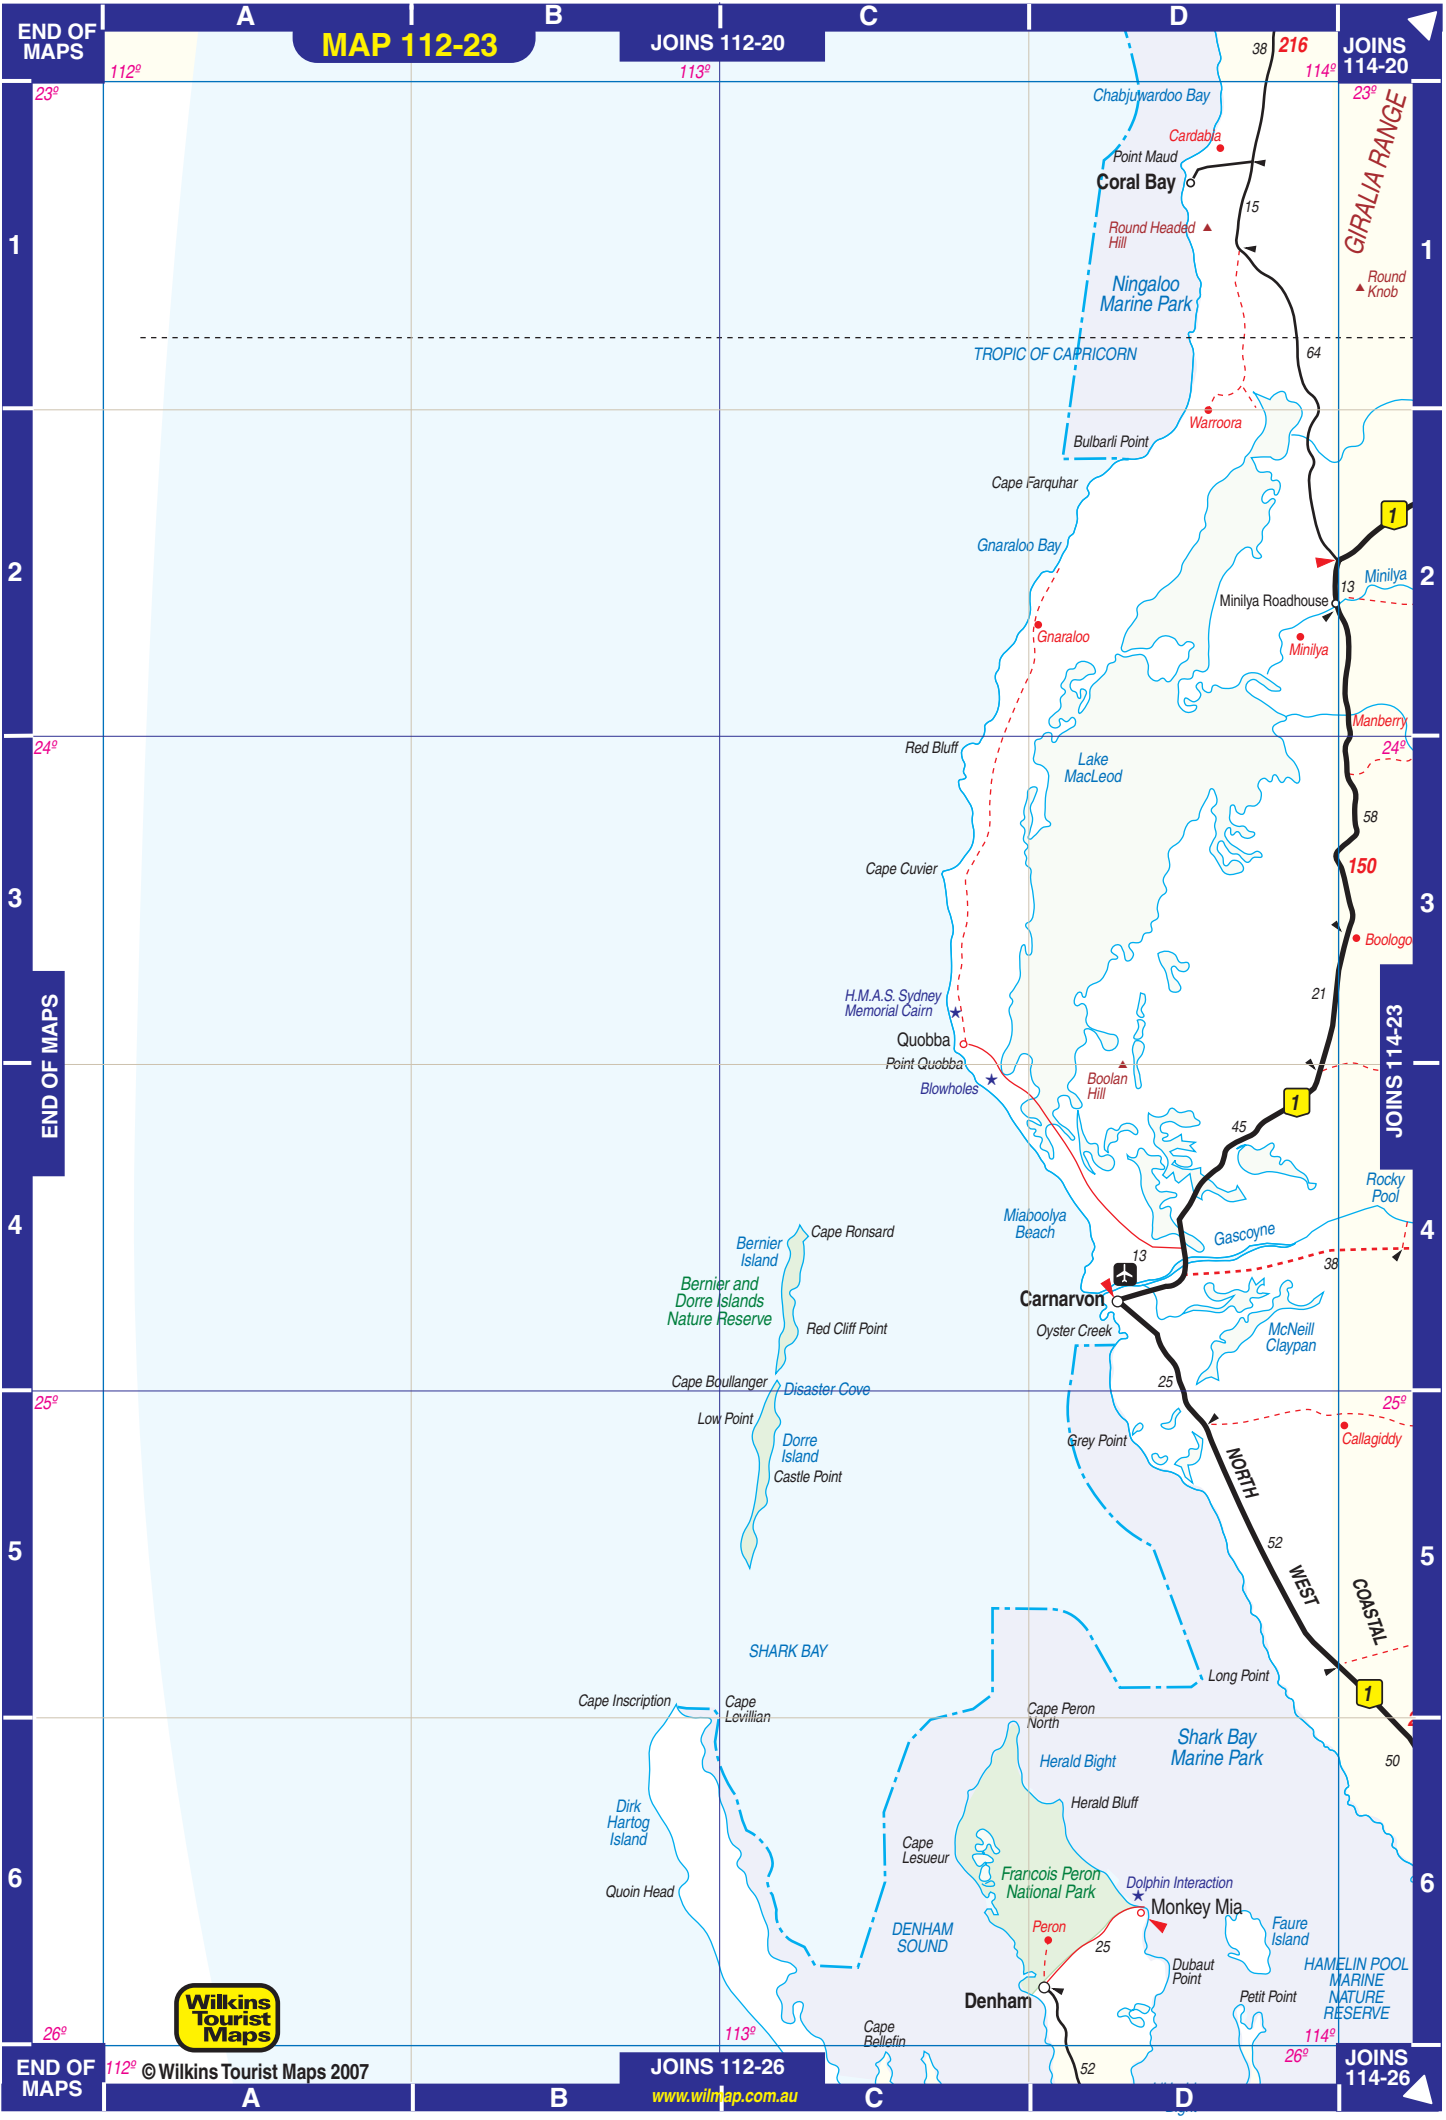 A
B
C
D
END OF
MAPS
MAP 112-23
JOINS 112-20
JOINS
114-20
38
216
112º
113º
114º
23º
23º
Chabjuwardoo Bay
Cardabia
Point Maud
Coral Bay
GIRALIA RANGE
15
Round Headed
Hill
1
1
Round
Knob
Ningaloo
Marine Park
TROPIC OF CAPRICORN
64
Warroora
Bulbarli Point
Cape Farquhar
1
Gnaraloo Bay
2
2
Minilya
13
Minilya Roadhouse
Gnaraloo
Minilya
Manberry
24º
24º
Red Bluff
Lake
MacLeod
58
Cape Cuvier
150
3
3
Boologo
H.M.A.S. Sydney
Memorial Cairn
21
END OF MAPS
JOINS 114-23
Quobba
Point Quobba
Blowholes
Boolan
Hill
1
45
Rocky
Pool
Miaboolya
Beach
4
4
Cape Ronsard
Gascoyne
Bernier
Island
13
38
Bernier and
Dorre Islands
Nature Reserve
Carnarvon
Red Cliff Point
Oyster Creek
McNeill
Claypan
Cape Boullanger
Disaster Cove
25
25º
25º
Low Point
Dorre
Island
Grey Point
Callagiddy
Castle Point
NORTH
52
5
5
WEST
COASTAL
SHARK BAY
Long Point
1
Cape Inscription
Cape
Levillian
Cape Peron
North
Shark Bay
Marine Park
50
Herald Bight
Herald Bluff
Dirk
Hartog
Island
Cape
Lesueur
6
6
Francois Peron
National Park
Dolphin Interaction
Quoin Head
Monkey Mia
Peron
DENHAM
SOUND
25
Faure
Island
Dubaut
Point
HAMELIN POOL
MARINE
NATURE
RESERVE
Petit Point
Denham
Wilkins
Tourist
Maps
Cape
Bellefin
26º
113º
114º
26º
END OF
MAPS
112º
© Wilkins Tourist Maps 2007
JOINS 112-26
www.wilmap.com.au
52
JOINS
114-26
A
B
C
D